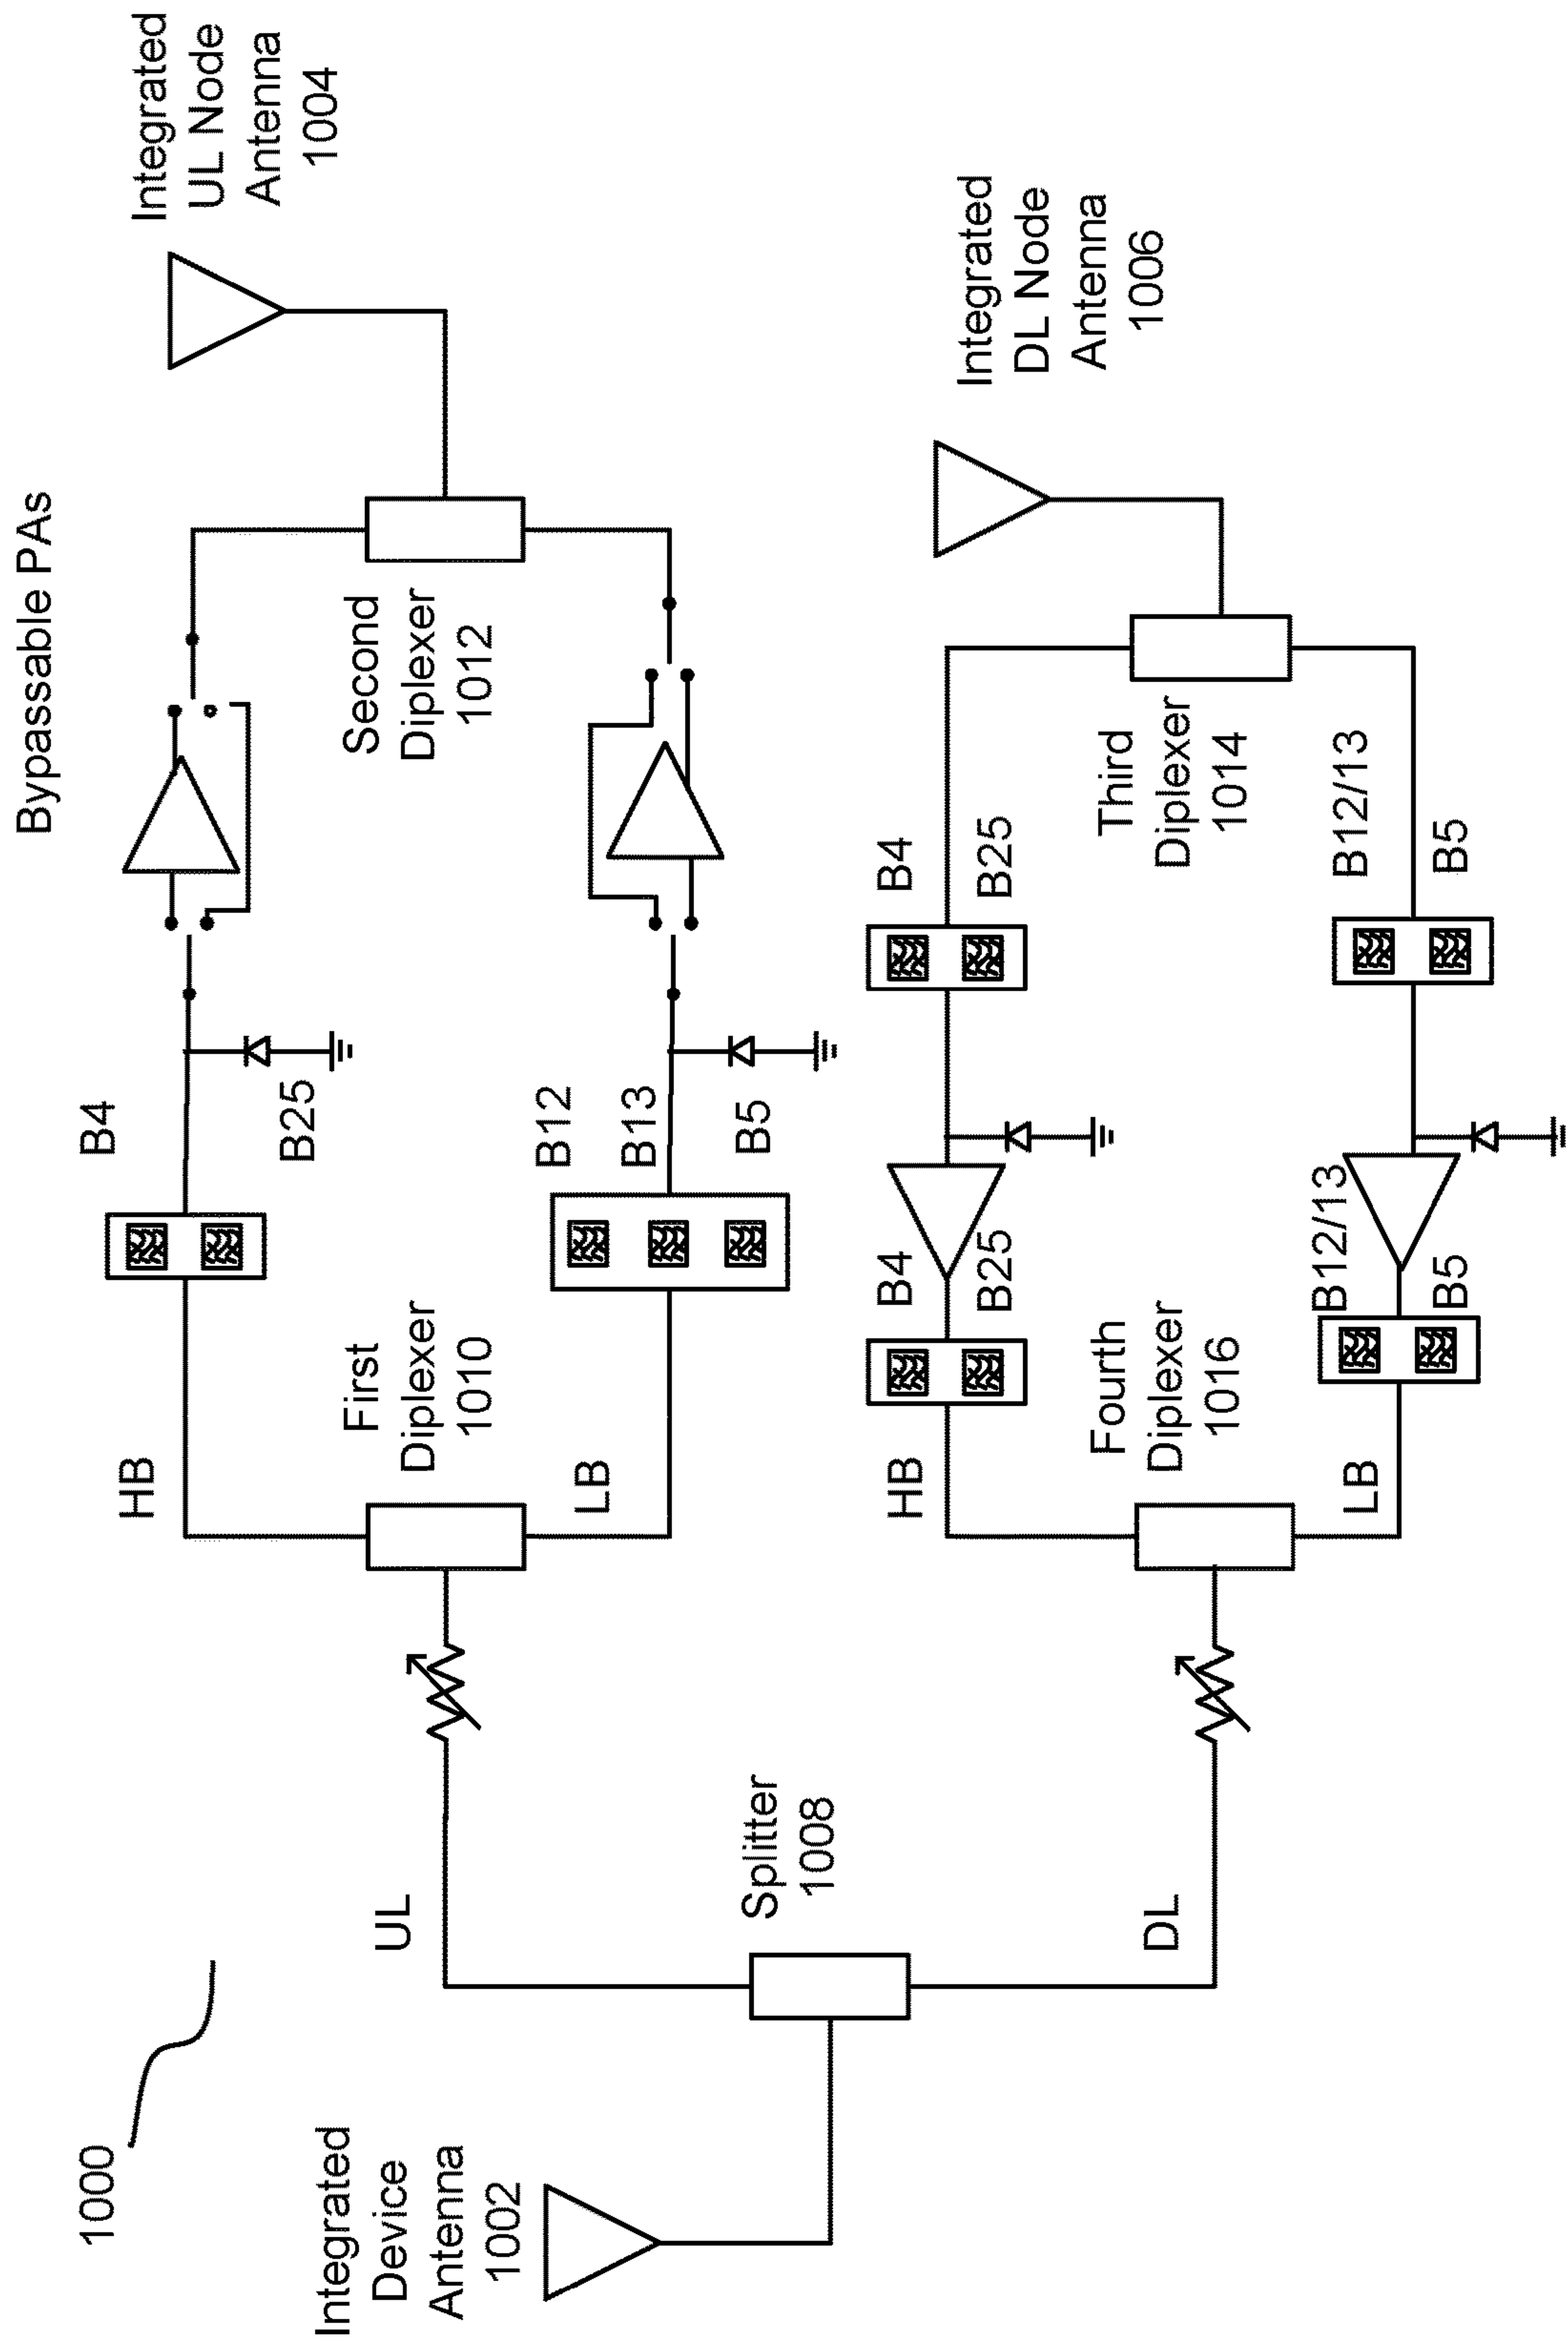 1000
Integrated
Device
Antenna
1002
Splitter
1008
UL
DL
First
Diplexer
1010
HB
LB
B4
B25
B12
B13
B5
Bypassable PAs
Second
Diplexer
1012
Integrated
UL Node
Antenna
1004
Fourth
Diplexer
1016
HB
LB
B4
B25
B12/13
B5
B4
B25
B12/13
B5
Third
Diplexer
1014
Integrated
DL Node
Antenna
1006